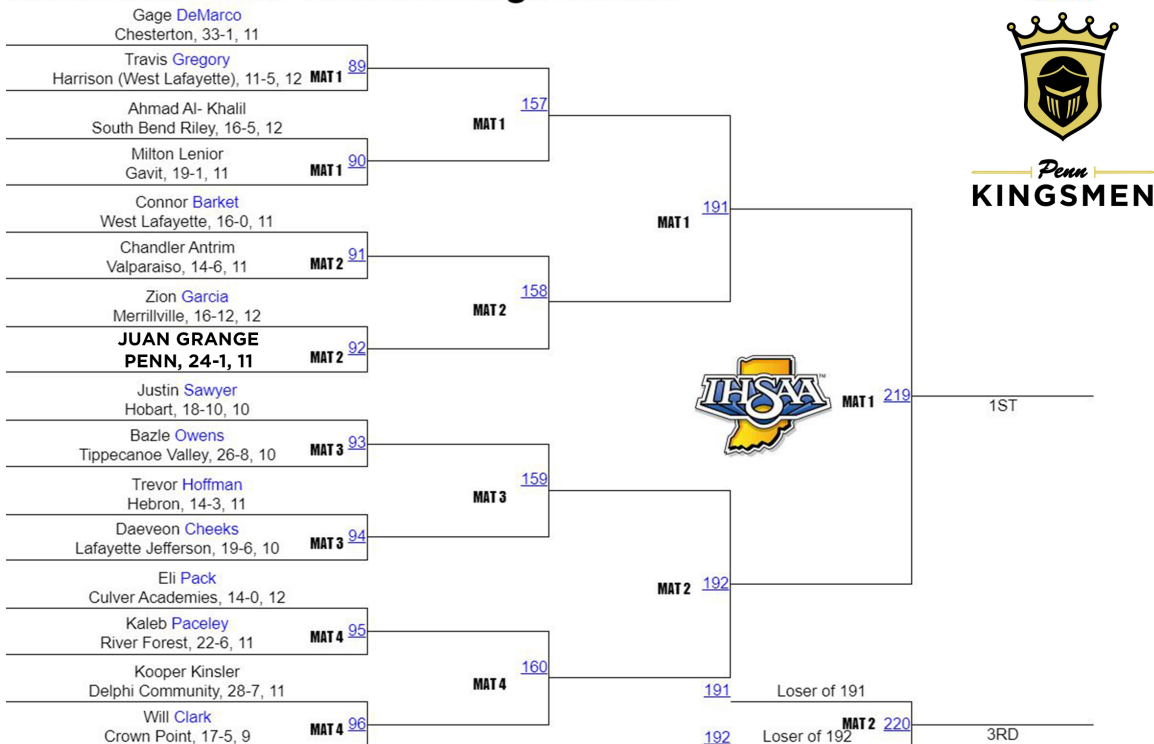 Gage DeMarco
Chesterton, 33-1, 11
Travis Gregory
Harrison (West Lafayette), 11-5, 12 MAT 1 89
157
MAT 1
Ahmad Al- Khalil
South Bend Riley, 16-5, 12
Milton Lenior
Gavit, 19-1, 11
MAT 1 90
191
MAT 1
Connor Barket
West Lafayette, 16-0, 11
Chandler Antrim
Valparaiso, 14-6, 11
MAT 2 91
158
MAT 2
Zion Garcia
Merrillville, 16-12, 12
JUAN GRANGE
PENN, 24-1, 11
MAT 2 92
Penn
KINGSMEN
IHSAA™
MAT 1 219
1ST
Justin Sawyer
Hobart, 18-10, 10
Bazle Owens
Tippecanoe Valley, 26-8, 10
MAT 3 93
159
MAT 3
Trevor Hoffman
Hebron, 14-3, 11
Daeveon Cheeks
Lafayette Jefferson, 19-6, 10
MAT 3 94
MAT 2 192
Eli Pack
Culver Academies, 14-0, 12
Kaleb Paceley
River Forest, 22-6, 11
MAT 4 95
160
MAT 4
Kooper Kinsler
Delphi Community, 28-7, 11
Will Clark
Crown Point, 17-5, 9
MAT 4 96
191 Loser of 191
MAT 2 220
192 Loser of 192
3RD